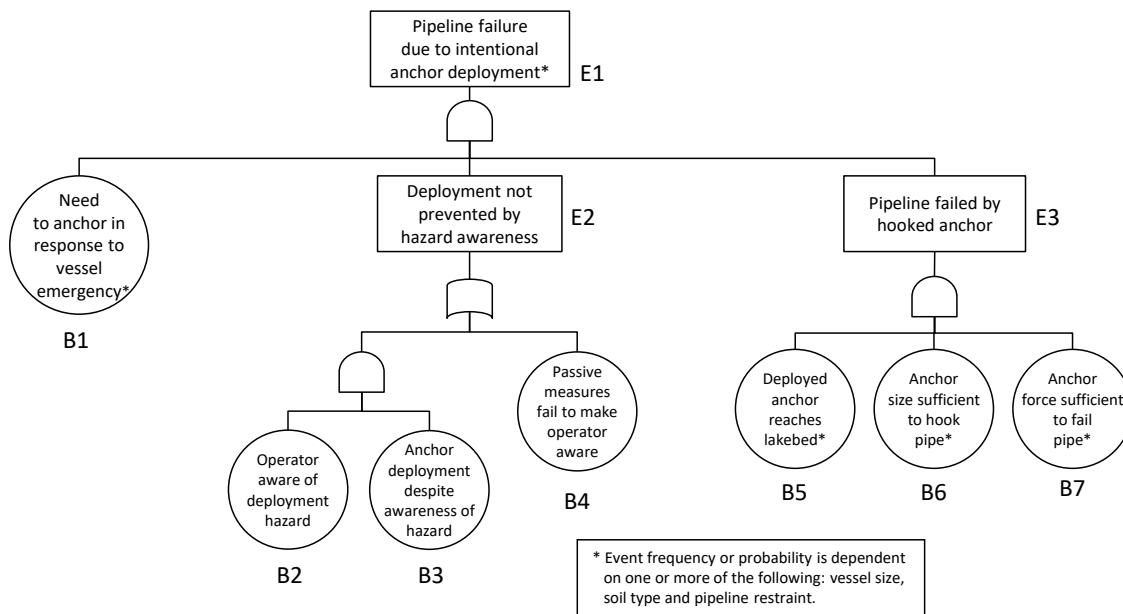 Pipeline failure
due to intentional
anchor deployment*
E1
Need
to anchor in
response to
vessel
emergency*
B1
Deployment not
prevented by
hazard awareness
E2
Pipeline failed by
hooked anchor
E3
Operator
aware of
deployment
hazard
B2
Anchor
deployment
despite
awareness of
hazard
B3
Passive
measures
fail to make
operator
aware
B4
Deployed
anchor
reaches
lakebed*
B5
Anchor
size sufficient
to hook
pipe*
B6
Anchor
force sufficient
to fail
pipe*
B7
* Event frequency or probability is dependent
on one or more of the following: vessel size,
soil type and pipeline restraint.